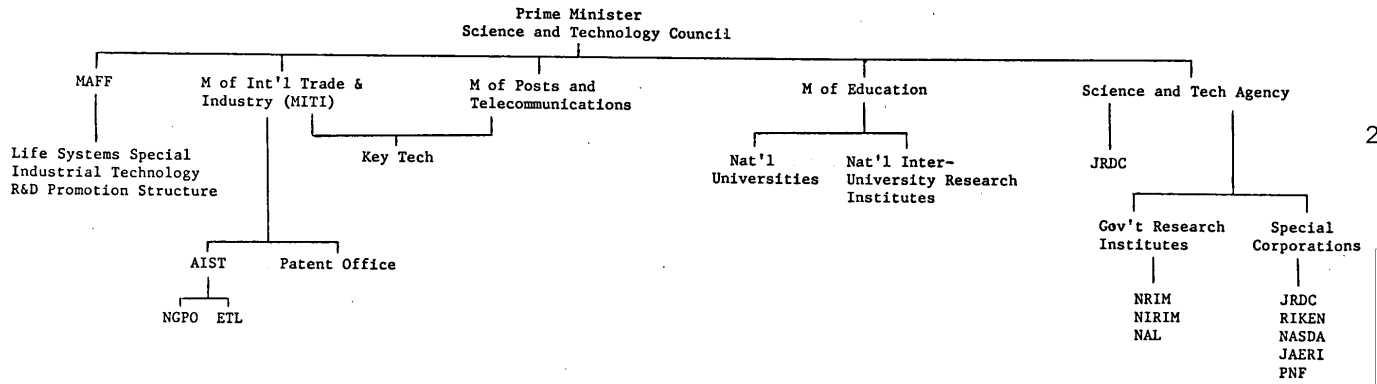 Prime Minister
Science and Technology Council
MAFF
M of Int'l Trade &
Industry (MITI)
M of Posts and
Telecommunications
M of Education
Science and Tech Agency
2
Life Systems Special
Industrial Technology
R&D Promotion Structure
Key Tech
Nat'l
Universities
Nat'l Inter-
University Research
Institutes
JRDC
Gov't Research
Institutes
Special
Corporations
AIST
Patent Office
NGPO ETL
NRIM
NIRIM
NAL
JRDC
RIKEN
NASDA
JAERI
PNF